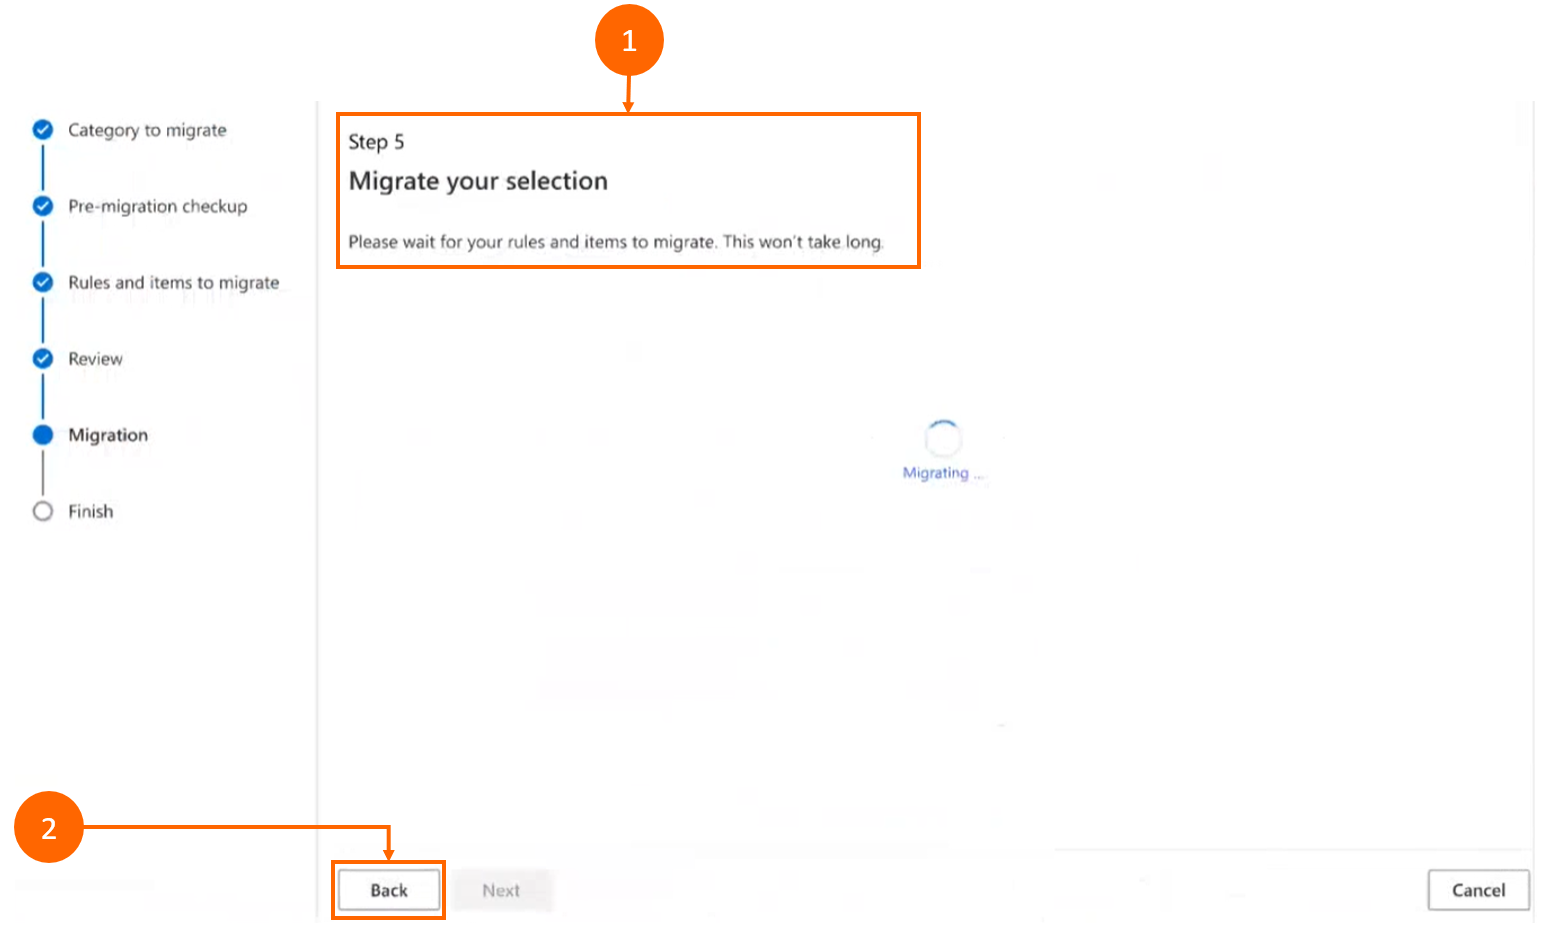 1
Category to migrate
Pre-migration checkup
Rules and items to migrate
Review
Migration
Finish
Step 5
Migrate your selection
Please wait for your rules and items to migrate. This won't take long.
Migrating ...
2
Back
Next
Cancel